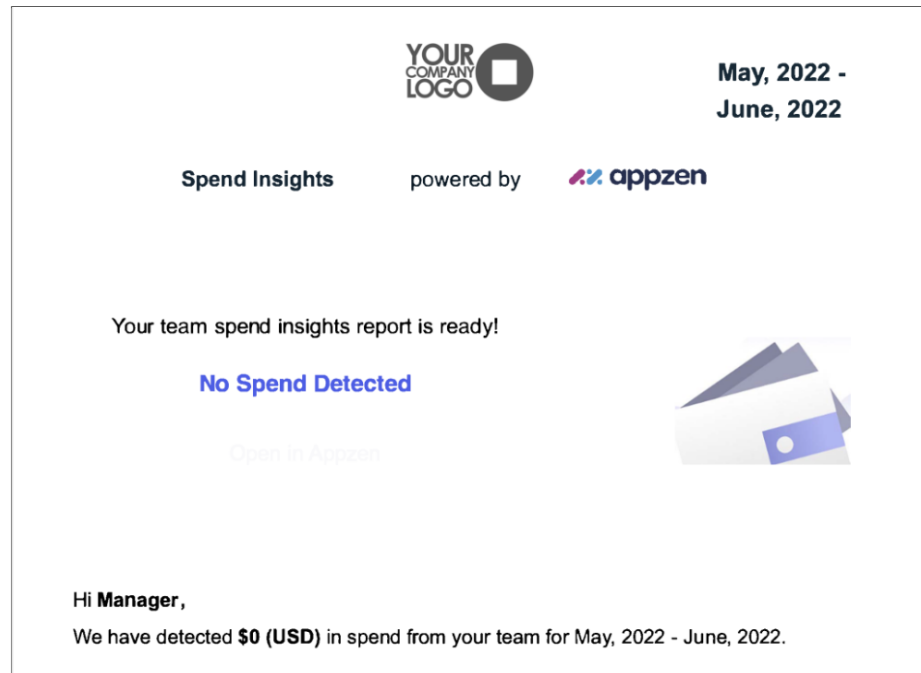 YOUR
COMPANY
LOGO
May, 2022 -
June, 2022
Spend Insights powered by appzen
Your team spend insights report is ready!
No Spend Detected
Open in Appzen
Hi Manager,
We have detected $0 (USD) in spend from your team for May, 2022 - June, 2022.